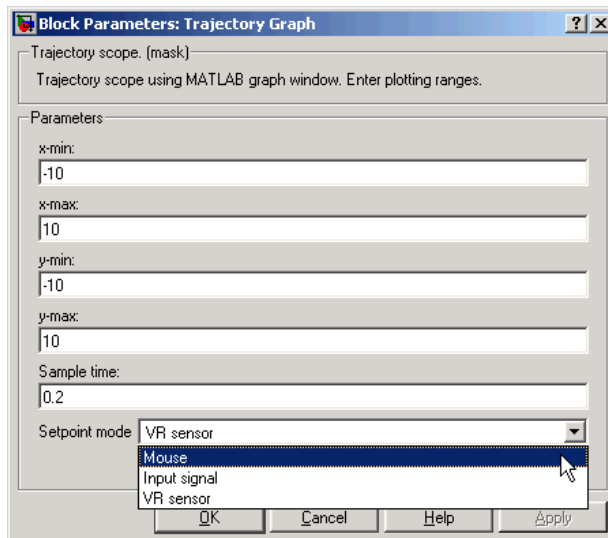 Block Parameters: Trajectory Graph
Trajectory scope. (mask)
Trajectory scope using MATLAB graph window. Enter plotting ranges.
Parameters
x-min:
-10
x-max:
10
y-min:
-10
y-max:
10
Sample time:
0.2
Setpoint mode VR sensor
Mouse
Input signal
VR sensor
OK Cancel Help Apply